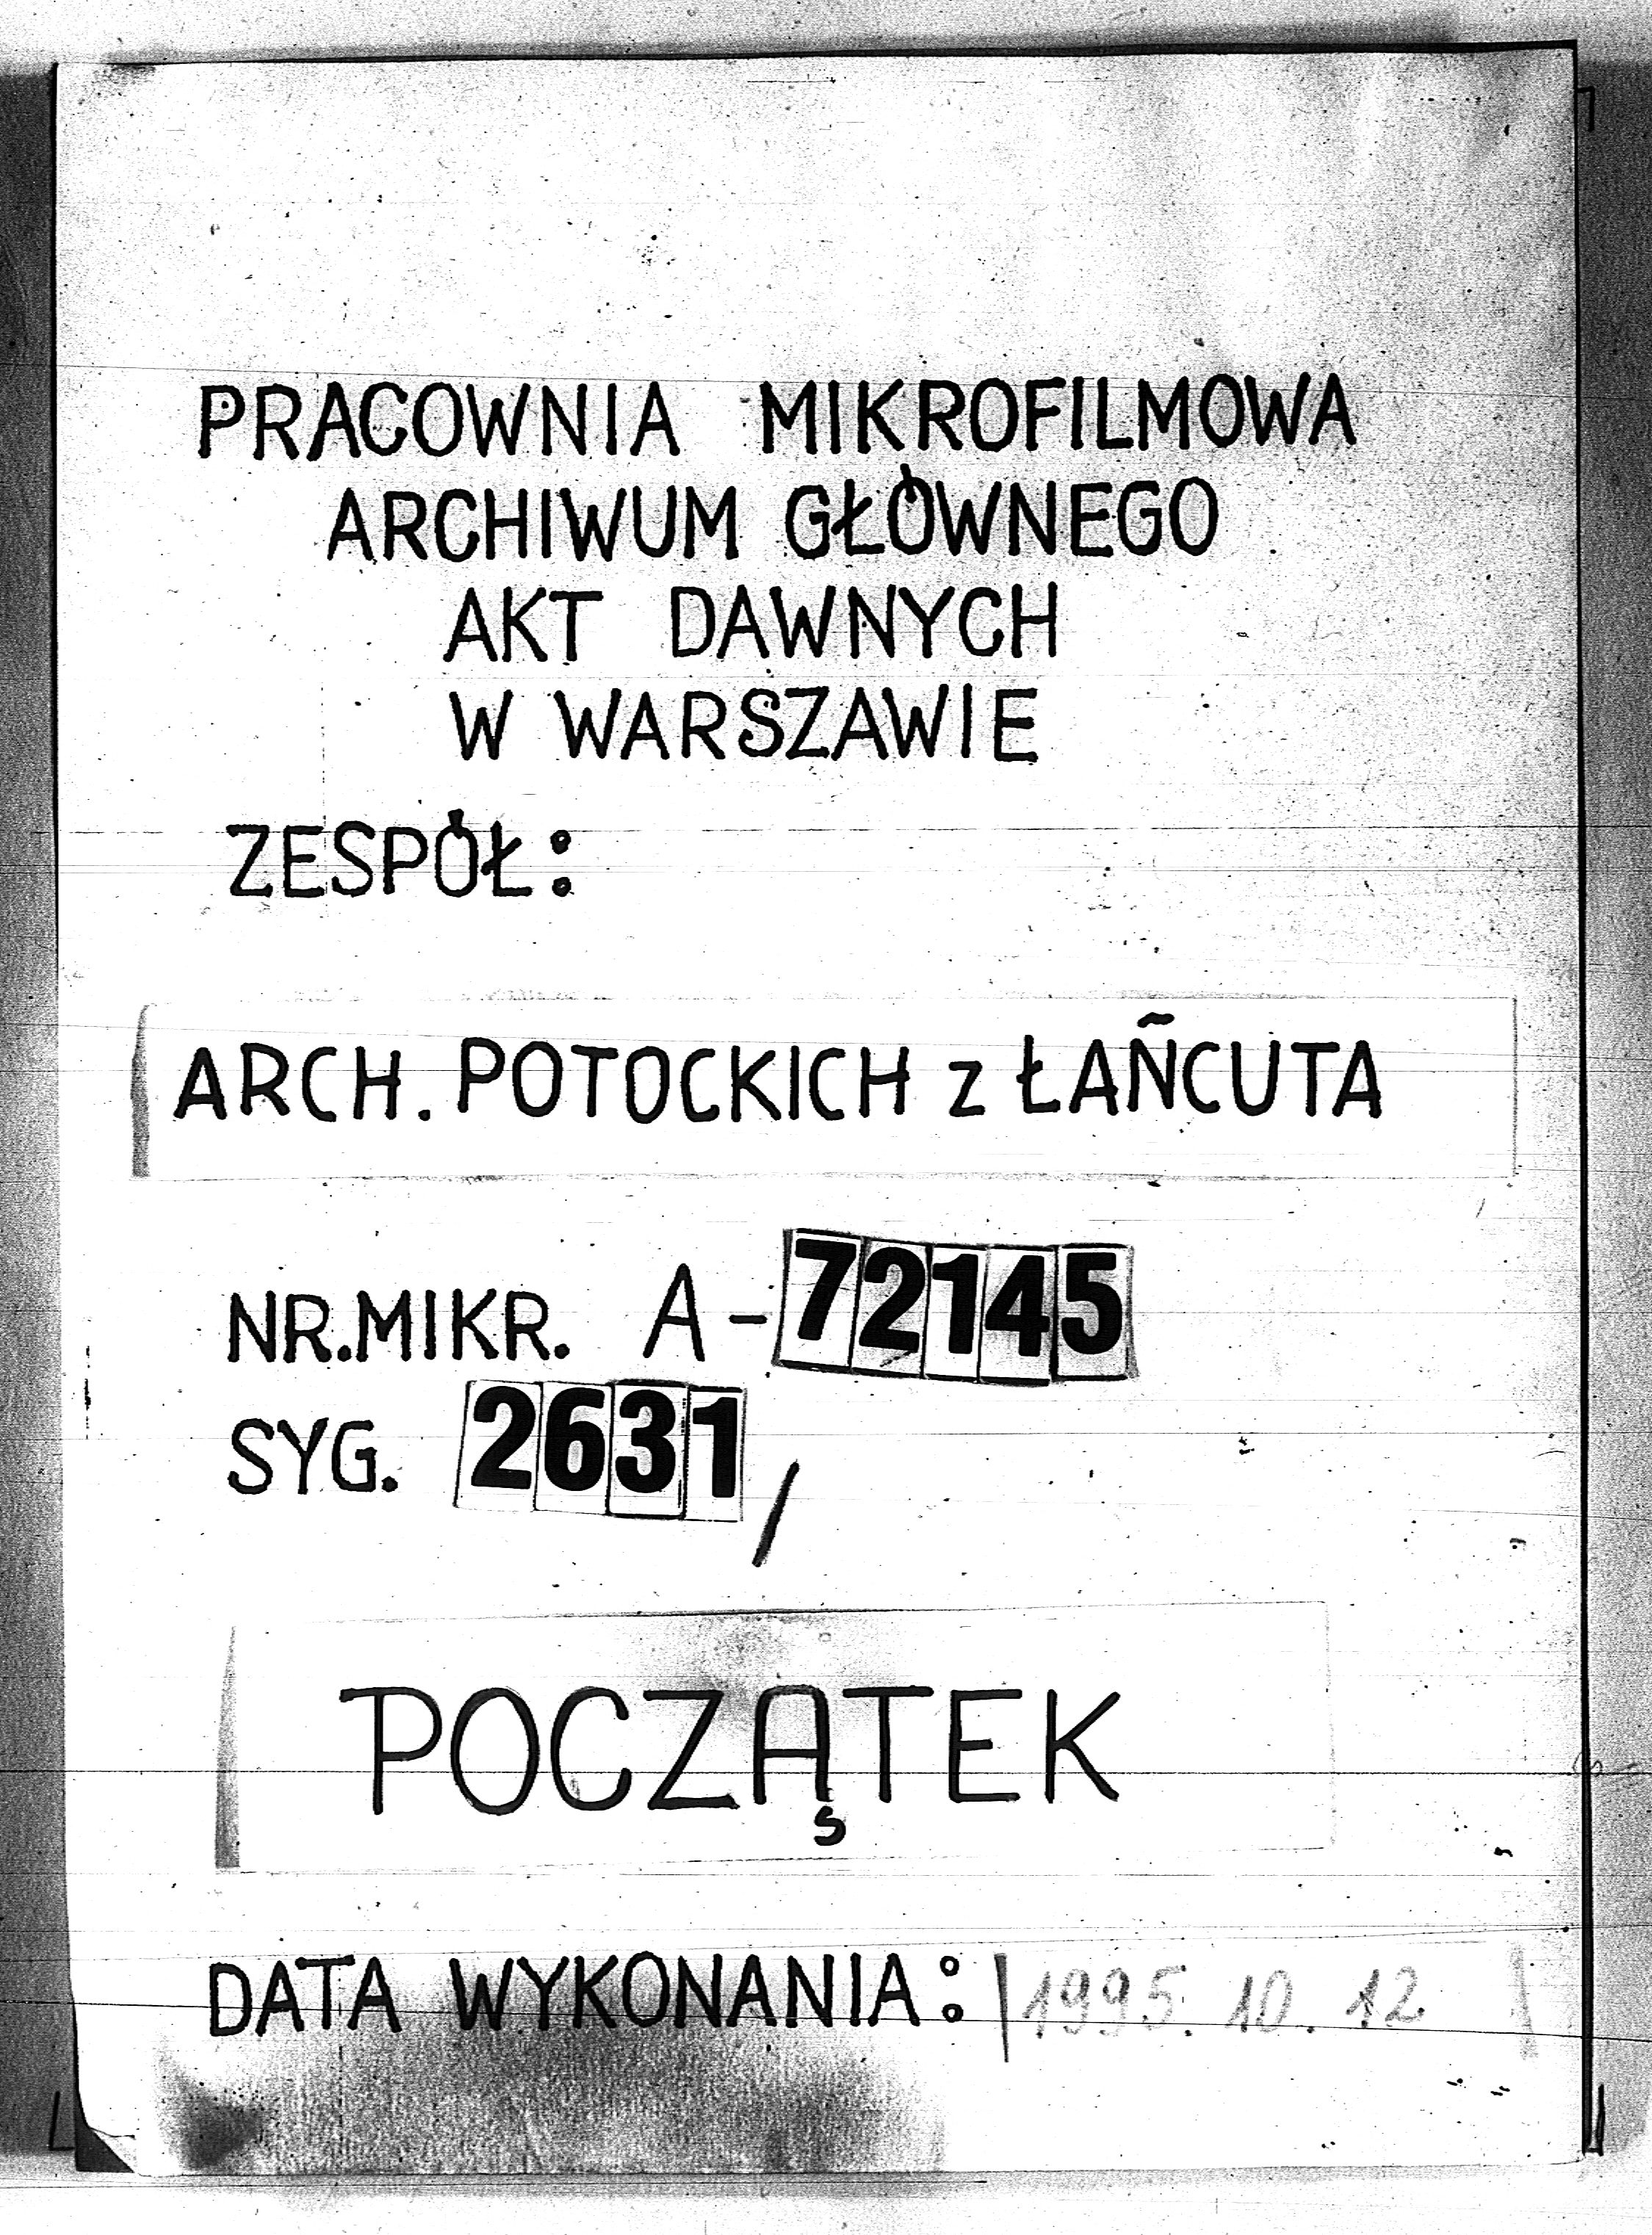 PRACOWNIA MIKROFILMOWA
ARCHIWUM GŁÓWNEGO
AKT DAWNYCH
W WARSZAWIE
ZESPÓŁ:
ARCH. POTOCKICH z ŁAŃCUTA
NR.MIKR. A-72145
SYG. 2631,
POCZĄTEK
DATA WYKONANIA: 1995. 10. 12